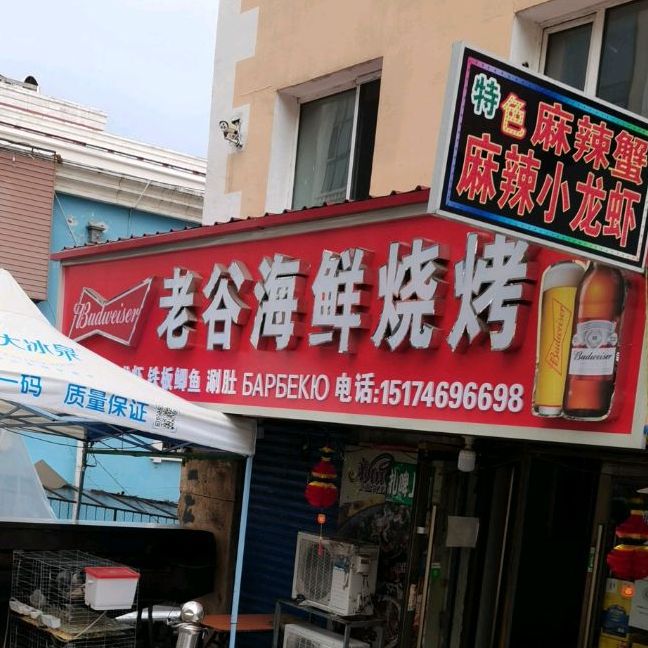 特色麻辣蟹
麻辣小龙虾
Budweiser
老谷海鲜烧烤
虾 铁板鲫鱼 涮肚 БАРБЕКЮ 电话:15174696698
Budweiser
大冰泉
一码 质量保证